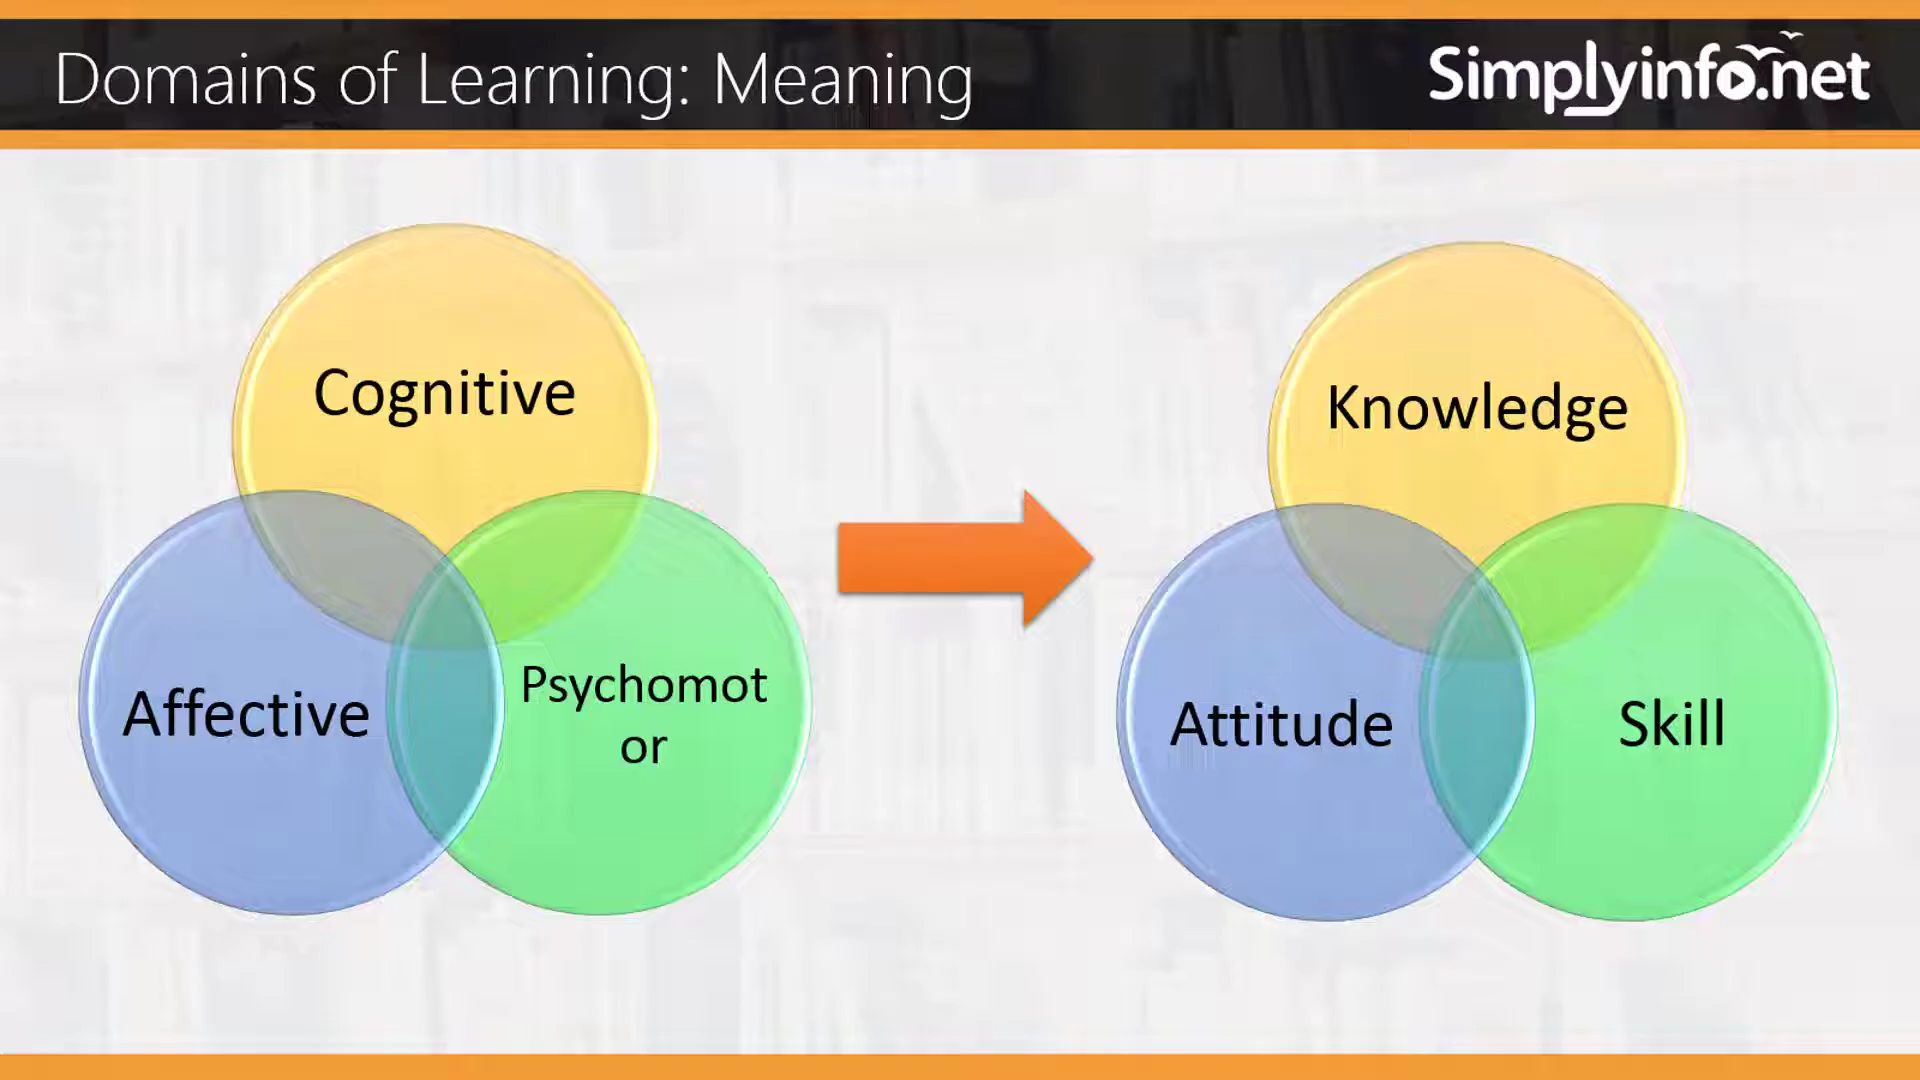 Domains of Learning: Meaning
Simplyinfo.net
Cognitive
Affective
Psychomot
or
Knowledge
Attitude
Skill